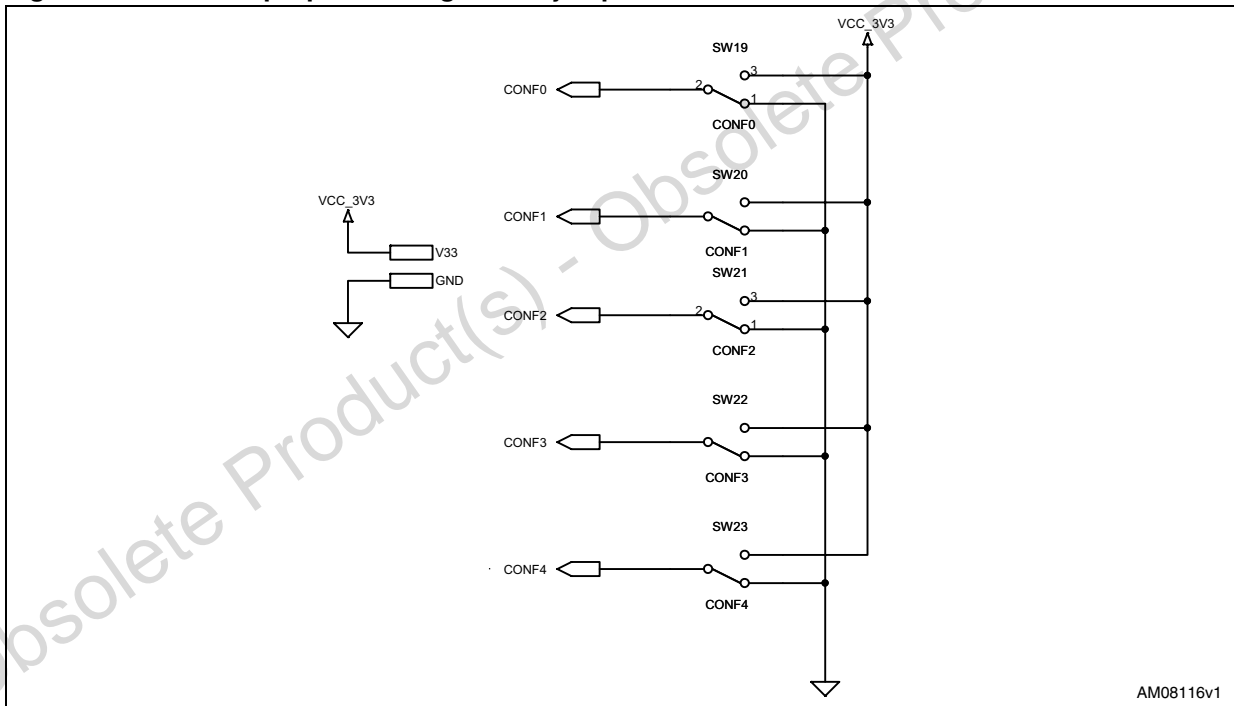 VCC_3V3
SW19
3
CONF0
2
1
CONF0
SW20
VCC_3V3
CONF1
V33
CONF1
GND
SW21
3
CONF2
2
1
CONF2
SW22
CONF3
CONF3
SW23
CONF4
CONF4
AM08116v1
Obsolete Product(s) - Obsolete Pro